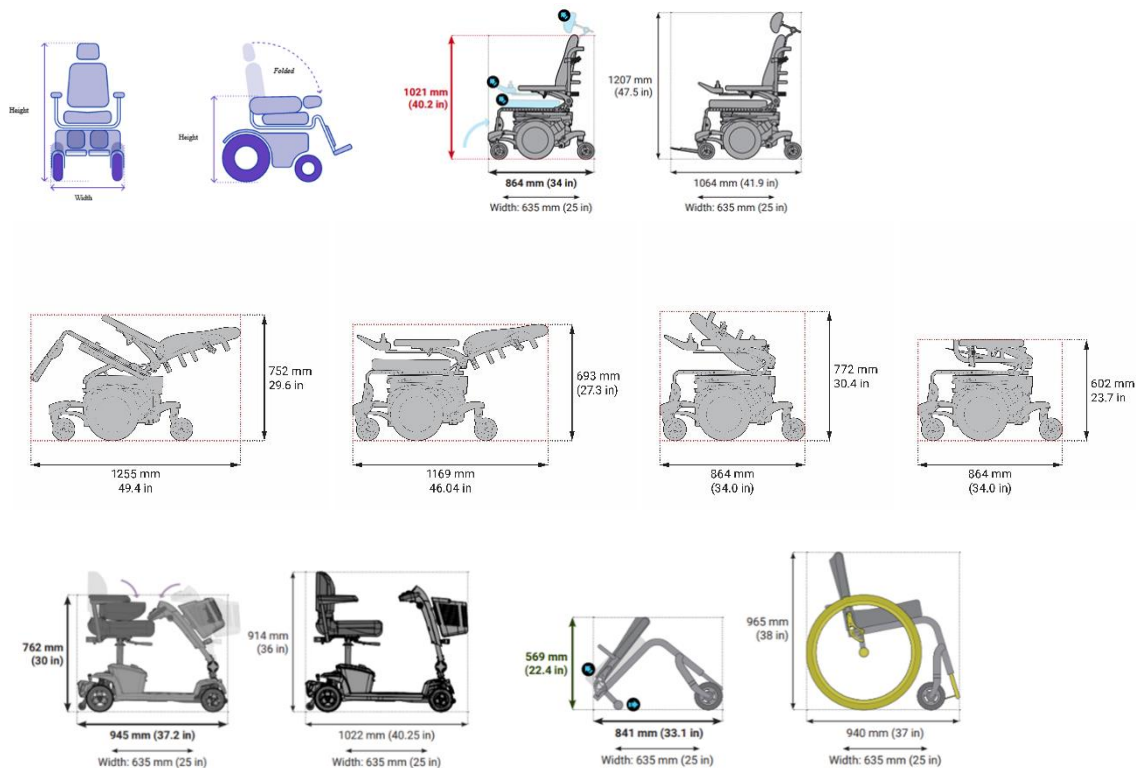 Height
Width
Folded
Height
1021 mm
(40.2 in)
864 mm (34 in)
Width: 635 mm (25 in)
1207 mm
(47.5 in)
1064 mm (41.9 in)
Width: 635 mm (25 in)
752 mm
29.6 in
1255 mm
49.4 in
693 mm
(27.3 in)
1169 mm
46.04 in
772 mm
30.4 in
864 mm
(34.0 in)
602 mm
23.7 in
864 mm
(34.0 in)
762 mm
(30 in)
945 mm (37.2 in)
Width: 635 mm (25 in)
914 mm
(36 in)
1022 mm (40.25 in)
Width: 635 mm (25 in)
569 mm
(22.4 in)
841 mm (33.1 in)
Width: 635 mm (25 in)
965 mm
(38 in)
940 mm (37 in)
Width: 635 mm (25 in)